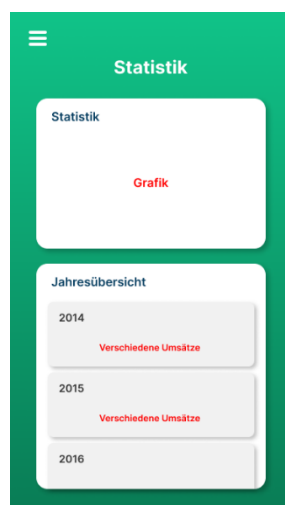 Statistik
Statistik
Grafik
Jahresübersicht
2014
Verschiedene Umsätze
2015
Verschiedene Umsätze
2016